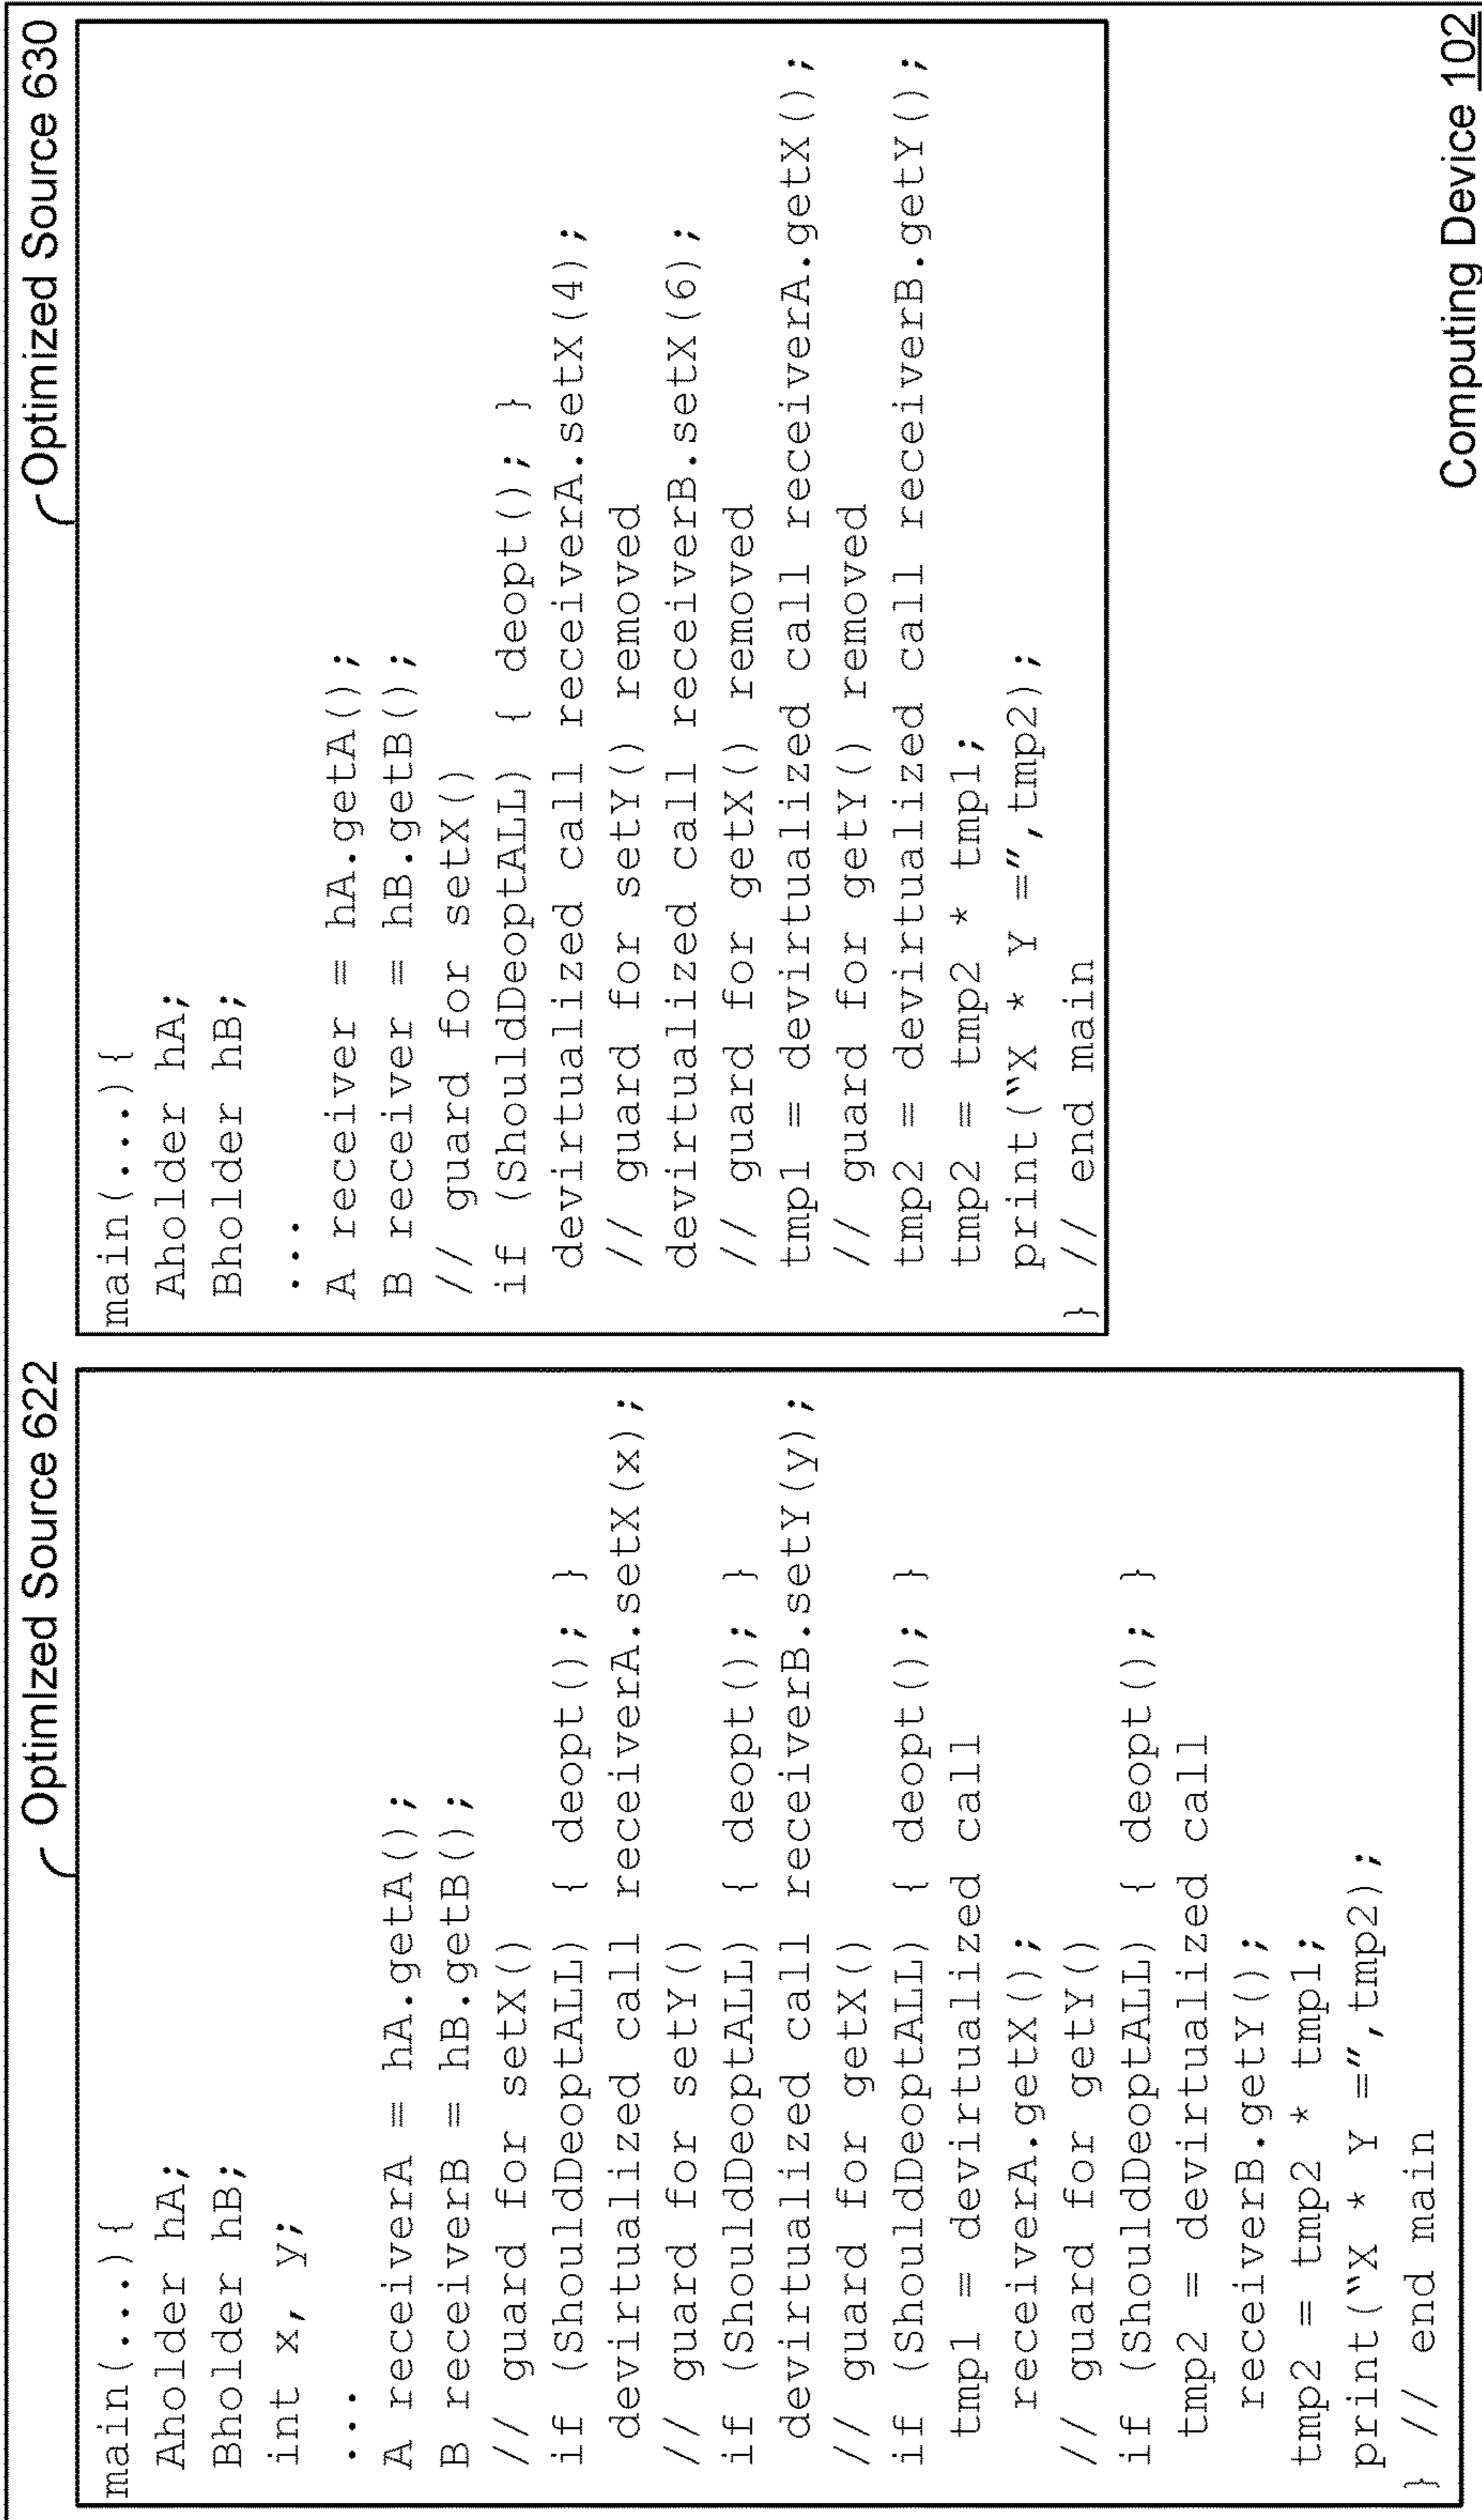 Optimized Source 622
main(...){
Aholder hA;
Bholder hB;
int x, y;
...
A receiverA = hA.getA();
B receiverB = hB.getB();
// guard for setX()
if (ShouldDeoptALL) { deopt(); }
devirtualized call receiverA.setX(x);
// guard for setY()
if (ShouldDeoptALL) { deopt(); }
devirtualized call receiverB.setY(y);
// guard for getX()
if (ShouldDeoptALL) { deopt(); }
tmp1 = devirtualized call
receiverA.getX();
// guard for getY()
if (ShouldDeoptALL) { deopt(); }
tmp2 = devirtualized call
receiverB.getY();
tmp2 = tmp2 * tmp1;
print("X * Y =",tmp2);
} // end main
Optimized Source 630
main(...){
Aholder hA;
Bholder hB;
...
A receiver = hA.getA();
B receiver = hB.getB();
// guard for setX()
if (ShouldDeoptALL) { deopt(); }
devirtualized call receiverA.setX(4);
// guard for setY() removed
devirtualized call receiverB.setX(6);
// guard for getX() removed
tmp1 = devirtualized call receiverA.getX();
// guard for getY() removed
tmp2 = devirtualized call receiverB.getY();
tmp2 = tmp2 * tmp1;
print("X * Y =",tmp2);
} // end main
Computing Device 102